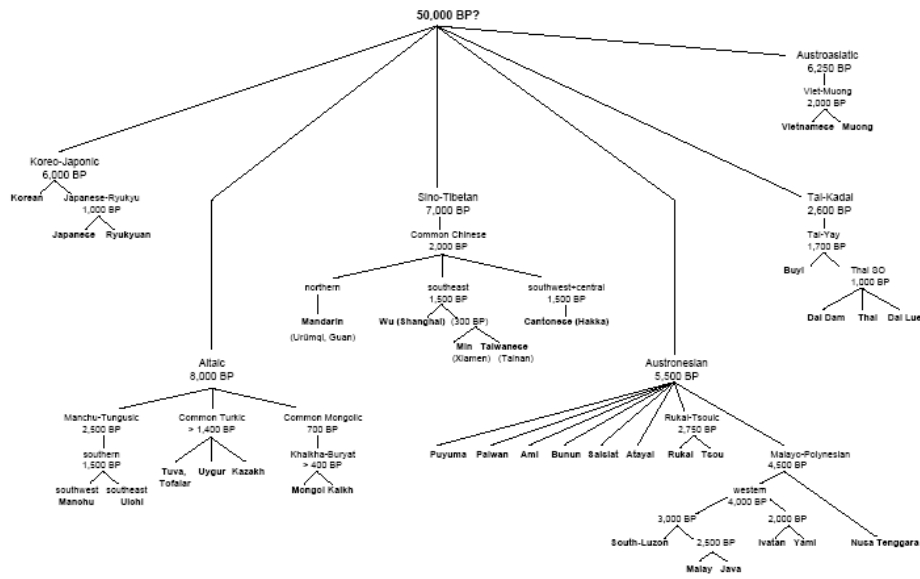 50,000 BP?
Austroasiatic
6,250 BP
Viet-Muong
2,000 BP
Vietnamese Muong
Koreo-Japonic
6,000 BP
Korean Japanese-Ryukyu
1,000 BP
Japanese Ryukyuan
Sino-Tibetan
7,000 BP
Common Chinese
2,000 BP
northern
Mandarin
(Urümqi, Guan)
southeast
1,500 BP
Wu (Shanghai) (300 BP)
Min Taiwanese
(Xiamen) (Tainan)
southwest+central
1,500 BP
Cantonese (Hakka)
Tai-Kadai
2,600 BP
Tai-Yay
1,700 BP
Buyi
Thai SO
1,000 BP
Dai Dam Thai Dai Lue
Altaic
8,000 BP
Manchu-Tungusic
2,500 BP
southern
1,500 BP
southwest southeast
Manchu Ulchi
Common Turkic
> 1,400 BP
Tuva, Uygur Kazakh
Tofalar
Common Mongolic
700 BP
Khalkha-Buryat
> 400 BP
Mongol Kalkh
Austronesian
5,500 BP
Puyuma Paiwan Ami Bunun Saisiat Atayal
Rukai-Tsouic
2,750 BP
Rukai Tsou
Malayo-Polynesian
4,500 BP
western
4,000 BP
3,000 BP
South-Luzon 2,500 BP
Malay Java
2,000 BP
Ivatan Yami
Nusa Tenggara